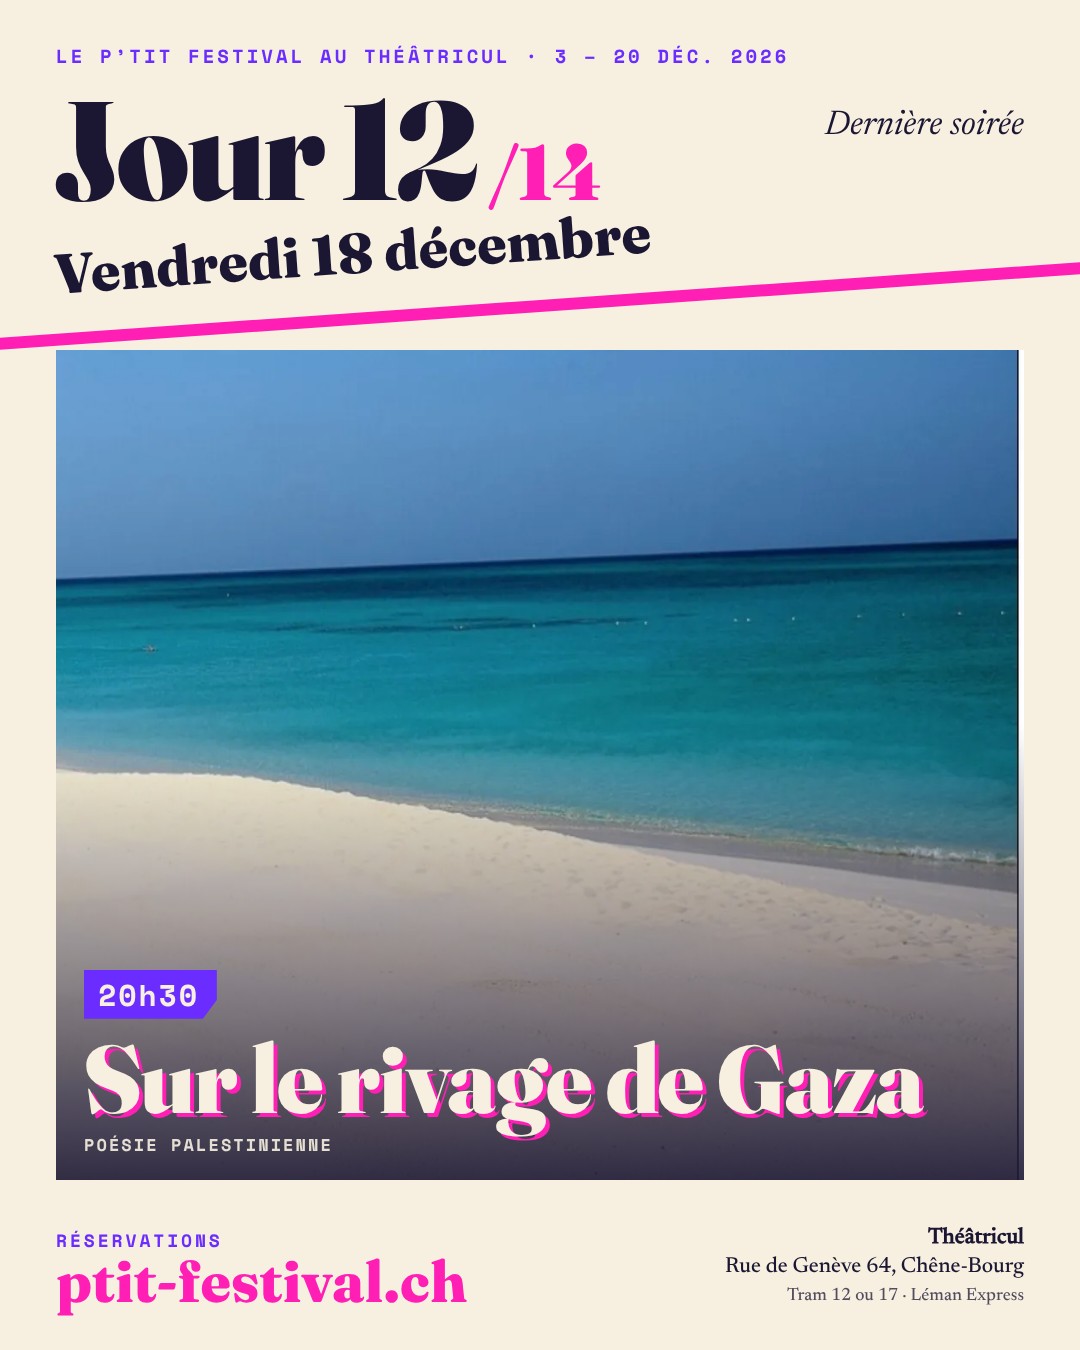 LE P’TIT FESTIVAL AU THÉÂTRICUL · 3 – 20 DÉC. 2026
Jour 12/14
Dernière soirée
Vendredi 18 décembre
20h30
Sur le rivage de Gaza
POÉSIE PALESTINIENNE
RÉSERVATIONS
ptit-festival.ch
Théâtricul
Rue de Genève 64, Chêne-Bourg
Tram 12 ou 17 · Léman Express